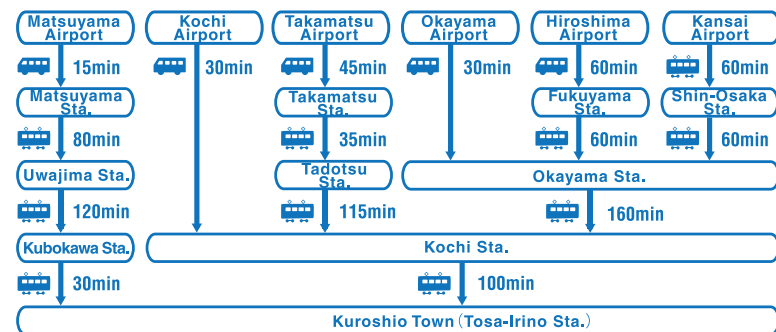 Matsuyama
Airport
Kochi
Airport
Takamatsu
Airport
Okayama
Airport
Hiroshima
Airport
Kansai
Airport
15min
30min
45min
30min
60min
60min
Matsuyama
Sta.
Takamatsu
Sta.
Fukuyama
Sta.
Shin-Osaka
Sta.
80min
35min
60min
60min
Uwajima Sta.
Tadotsu
Sta.
Okayama Sta.
120min
115min
160min
Kubokawa Sta.
Kochi Sta.
30min
100min
Kuroshio Town (Tosa-Irino Sta.)